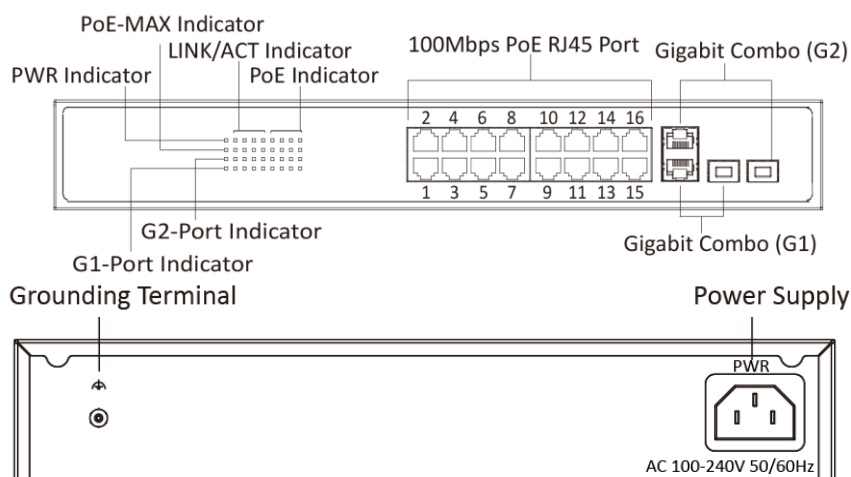 PoE-MAX Indicator
LINK/ACT Indicator
100Mbps PoE RJ45 Port
Gigabit Combo (G2)
PWR Indicator
PoE Indicator
2 4 6 8 10 12 14 16
1 3 5 7 9 11 13 15
G2-Port Indicator
Gigabit Combo (G1)
G1-Port Indicator
Grounding Terminal
Power Supply
PWR
AC 100-240V 50/60Hz